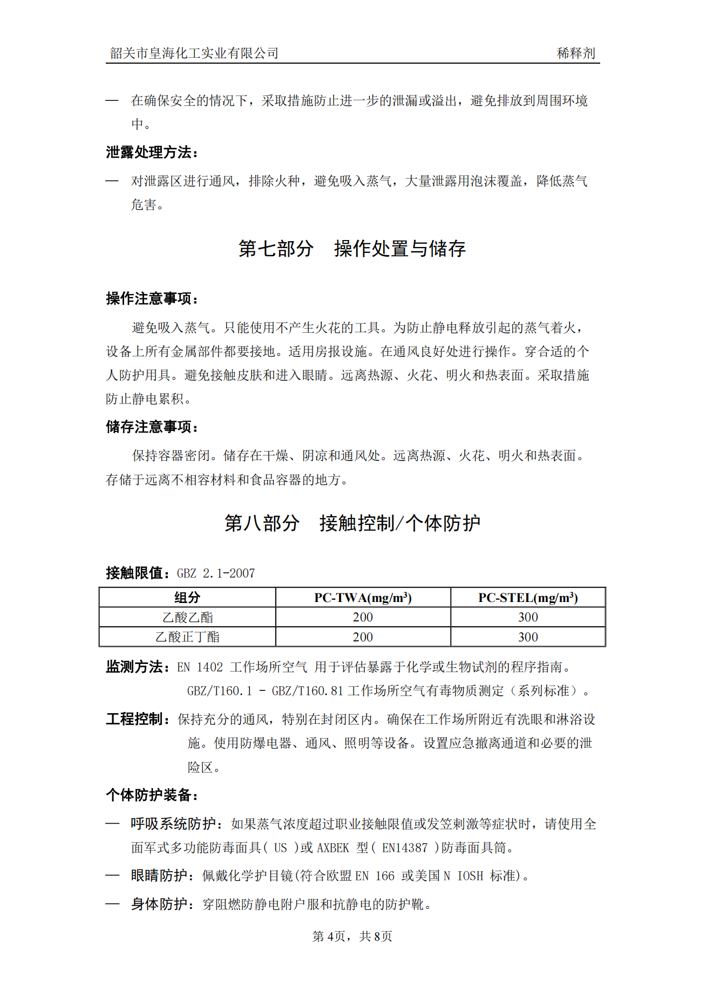 韶关市皇海化工实业有限公司 稀释剂
— 在确保安全的情况下，采取措施防止进一步的泄漏或溢出，避免排放到周围环境
中。
泄露处理方法：
— 对泄露区进行通风，排除火种，避免吸入蒸气，大量泄露用泡沫覆盖，降低蒸气
危害。
第七部分 操作处置与储存
操作注意事项：
避免吸入蒸气。只能使用不产生火花的工具。为防止静电释放引起的蒸气着火，
设备上所有金属部件都要接地。适用房报设施。在通风良好处进行操作。穿合适的个
人防护用具。避免接触皮肤和进入眼睛。远离热源、火花、明火和热表面。采取措施
防止静电累积。
储存注意事项：
保持容器密闭。储存在干燥、阴凉和通风处。远离热源、火花、明火和热表面。
存储于远离不相容材料和食品容器的地方。
第八部分 接触控制/个体防护
接触限值：GBZ 2.1-2007
组分 PC-TWA(mg/m³) PC-STEL(mg/m³)
乙酸乙酯 200 300
乙酸正丁酯 200 300
监测方法：EN 1402 工作场所空气 用于评估暴露于化学或生物试剂的程序指南。
GBZ/T160.1 - GBZ/T160.81 工作场所空气有毒物质测定（系列标准）。
工程控制：保持充分的通风，特别在封闭区内。确保在工作场所附近有洗眼和淋浴设
施。使用防爆电器、通风、照明等设备。设置应急撤离通道和必要的泄
险区。
个体防护装备：
— 呼吸系统防护：如果蒸气浓度超过职业接触限值或发笠剌激等症状时，请使用全
面军式多功能防毒面具( US )或 AXBEK 型( EN14387 )防毒面具筒。
— 眼睛防护：佩戴化学护目镜(符合欧盟 EN 166 或美国 N IOSH 标准)。
— 身体防护：穿阻燃防静电附户服和抗静电的防护靴。
第 4页，共 8页